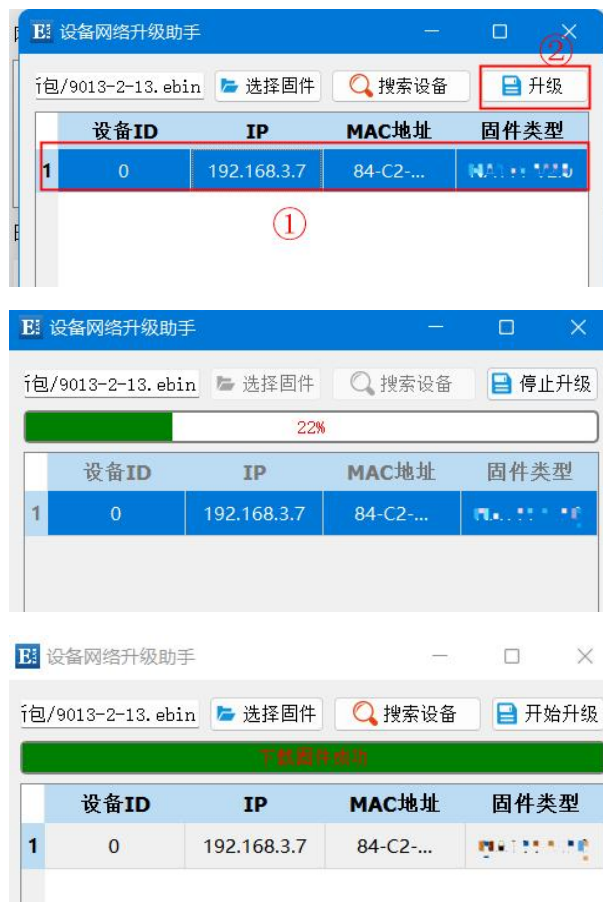 设备网络升级助手
②
包/9013-2-13.ebin 选择固件 搜索设备 升级
设备ID IP MAC地址 固件类型
1 0 192.168.3.7 84-C2-...
①
设备网络升级助手
包/9013-2-13.ebin 选择固件 搜索设备 停止升级
22%
设备ID IP MAC地址 固件类型
1 0 192.168.3.7 84-C2-...
设备网络升级助手
包/9013-2-13.ebin 选择固件 搜索设备 开始升级
下载固件成功
设备ID IP MAC地址 固件类型
1 0 192.168.3.7 84-C2-...